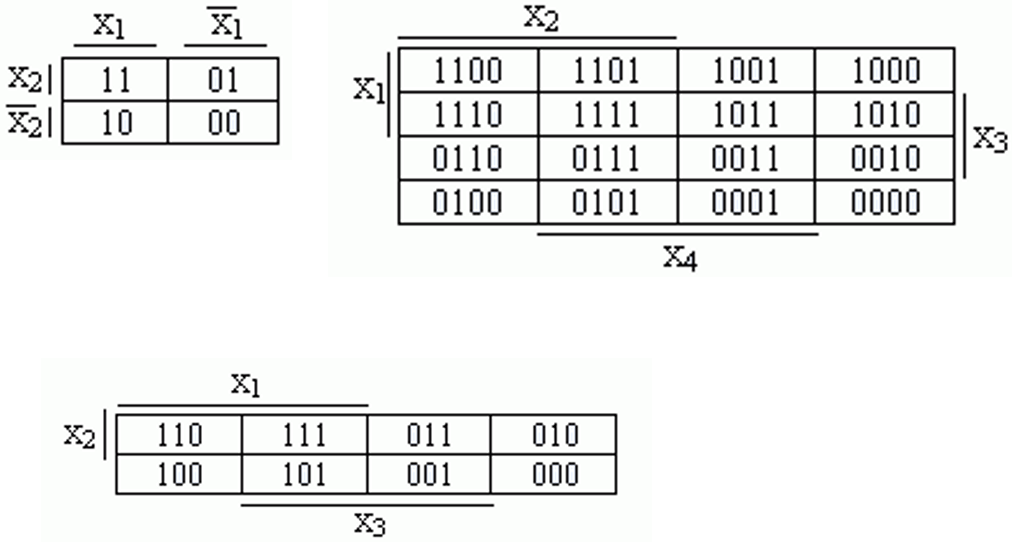 X₁ X̅₁
X₂ 11 01
X̅₂ 10 00
X₂
X₁ 1100 1101 1001 1000
1110 1111 1011 1010 X₃
0110 0111 0011 0010
0100 0101 0001 0000
X₄
X₁
X₂ 110 111 011 010
100 101 001 000
X₃